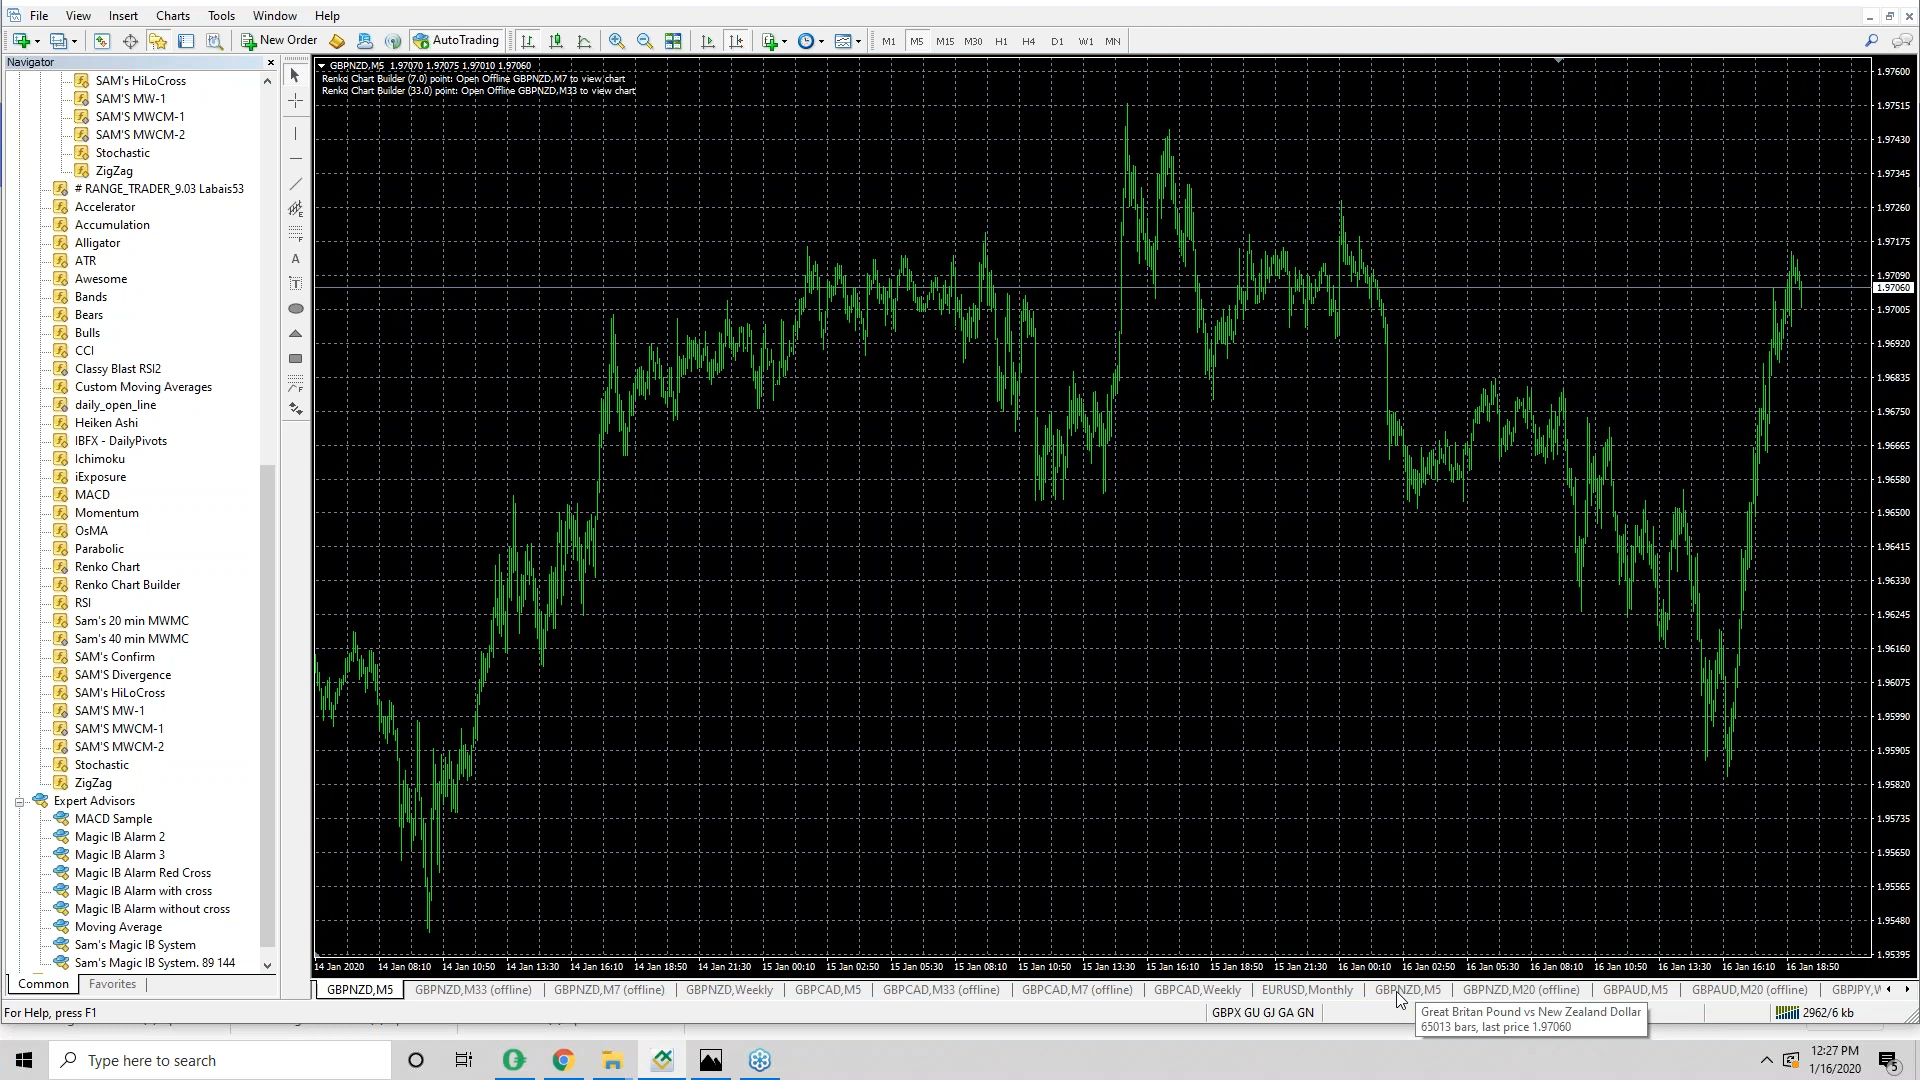 File View Insert Charts Tools Window Help
New Order AutoTrading M1 M5 M15 M30 H1 H4 D1 W1 MN
Navigator
SAM's HiLoCross
SAM'S MW-1
SAM'S MWCM-1
SAM'S MWCM-2
Stochastic
ZigZag
# RANGE_TRADER_9.03 Labais53
Accelerator
Accumulation
Alligator
ATR
Awesome
Bands
Bears
Bulls
CCI
Classy Blast RSI2
Custom Moving Averages
daily_open_line
Heiken Ashi
IBFX - DailyPivots
Ichimoku
iExposure
MACD
Momentum
OsMA
Parabolic
Renko Chart
Renko Chart Builder
RSI
Sam's 20 min MWMC
Sam's 40 min MWMC
SAM's Confirm
SAM'S Divergence
SAM's HiLoCross
SAM'S MW-1
SAM'S MWCM-1
SAM'S MWCM-2
Stochastic
ZigZag
Expert Advisors
MACD Sample
Magic IB Alarm 2
Magic IB Alarm 3
Magic IB Alarm Red Cross
Magic IB Alarm with cross
Magic IB Alarm without cross
Moving Average
Sam's Magic IB System
Sam's Magic IB System. 89 144
Common Favorites
GBPNZD,M5 1.97070 1.97075 1.97010 1.97060
Renko Chart Builder (7.0) point: Open Offline GBPNZD,M7 to view chart
Renko Chart Builder (33.0) point: Open Offline GBPNZD,M33 to view chart
1.97600
1.97515
1.97430
1.97345
1.97260
1.97175
1.97090
1.97060
1.97005
1.96920
1.96835
1.96750
1.96665
1.96580
1.96500
1.96415
1.96330
1.96245
1.96160
1.96075
1.95990
1.95905
1.95820
1.95735
1.95650
1.95565
1.95480
1.95395
14 Jan 2020 14 Jan 08:10 14 Jan 10:50 14 Jan 13:30 14 Jan 16:10 14 Jan 18:50 14 Jan 21:30 15 Jan 00:10 15 Jan 02:50 15 Jan 05:30 15 Jan 08:10 15 Jan 10:50 15 Jan 13:30 15 Jan 16:10 15 Jan 18:50 15 Jan 21:30 16 Jan 00:10 16 Jan 02:50 16 Jan 05:30 16 Jan 08:10 16 Jan 10:50 16 Jan 13:30 16 Jan 16:10 16 Jan 18:50
GBPNZD,M5 GBPNZD,M33 (offline) GBPNZD,M7 (offline) GBPNZD,Weekly GBPCAD,M5 GBPCAD,M33 (offline) GBPCAD,M7 (offline) GBPCAD,Weekly EURUSD,Monthly GBPNZD,M5 GBPNZD,M20 (offline) GBPAUD,M5 GBPAUD,M20 (offline) GBPJPY,
For Help, press F1
GBPX GU GJ GA GN
Great Britan Pound vs New Zealand Dollar
65013 bars, last price 1.97060
2962/6 kb
Type here to search
12:27 PM
1/16/2020
5